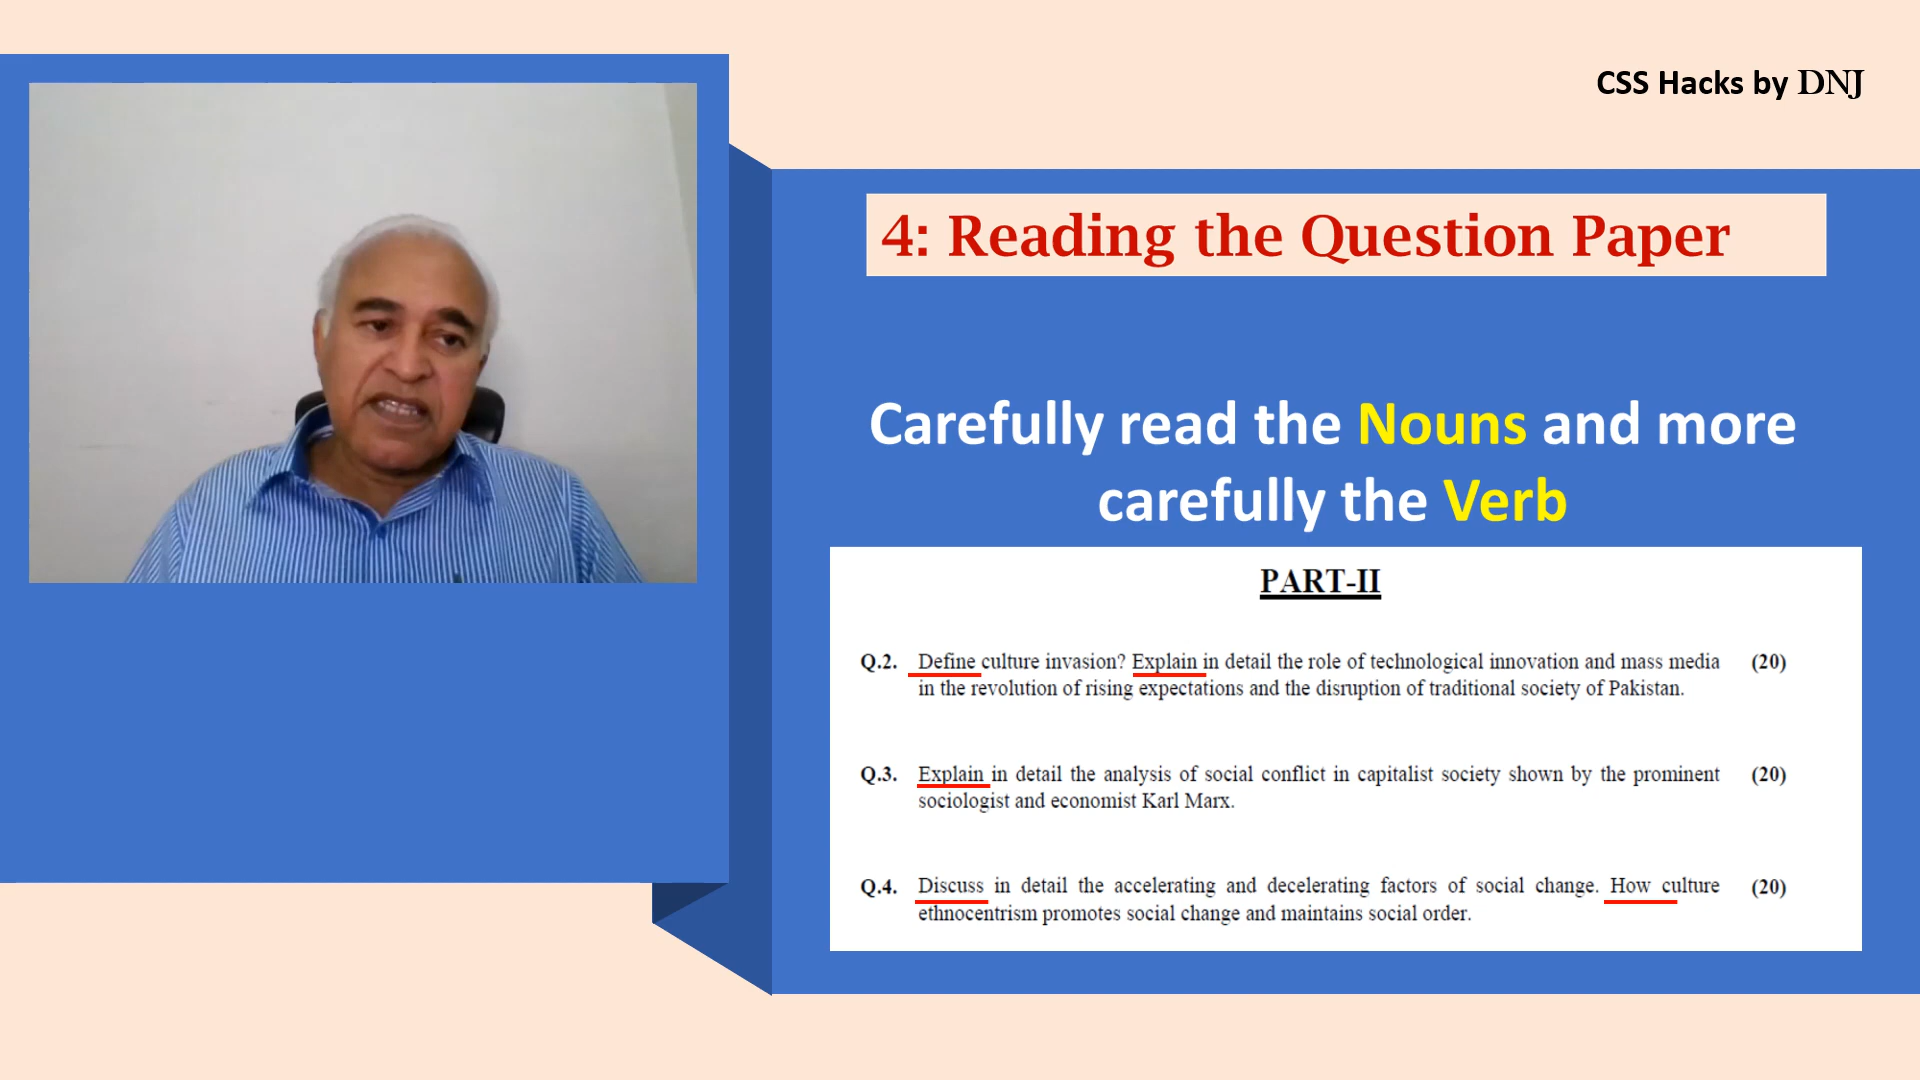 CSS Hacks by DNJ
4: Reading the Question Paper
Carefully read the Nouns and more
carefully the Verb
PART-II
Q.2. Define culture invasion? Explain in detail the role of technological innovation and mass media (20)
in the revolution of rising expectations and the disruption of traditional society of Pakistan.
Q.3. Explain in detail the analysis of social conflict in capitalist society shown by the prominent (20)
sociologist and economist Karl Marx.
Q.4. Discuss in detail the accelerating and decelerating factors of social change. How culture (20)
ethnocentrism promotes social change and maintains social order.